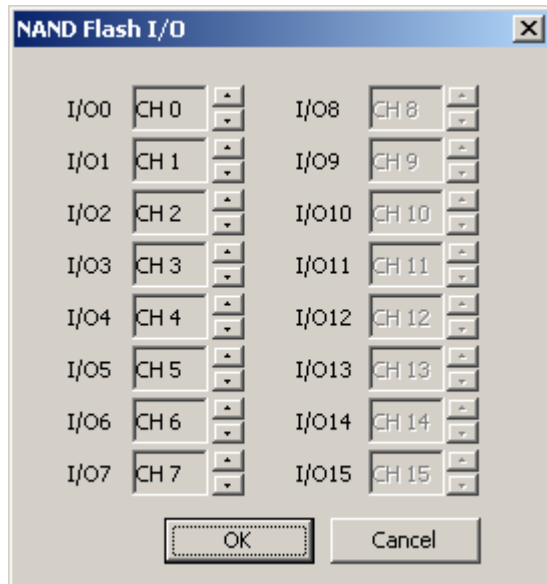 NAND Flash I/O
I/O0 CH 0 I/O8 CH 8
I/O1 CH 1 I/O9 CH 9
I/O2 CH 2 I/O10 CH 10
I/O3 CH 3 I/O11 CH 11
I/O4 CH 4 I/O12 CH 12
I/O5 CH 5 I/O13 CH 13
I/O6 CH 6 I/O14 CH 14
I/O7 CH 7 I/O15 CH 15
OK Cancel